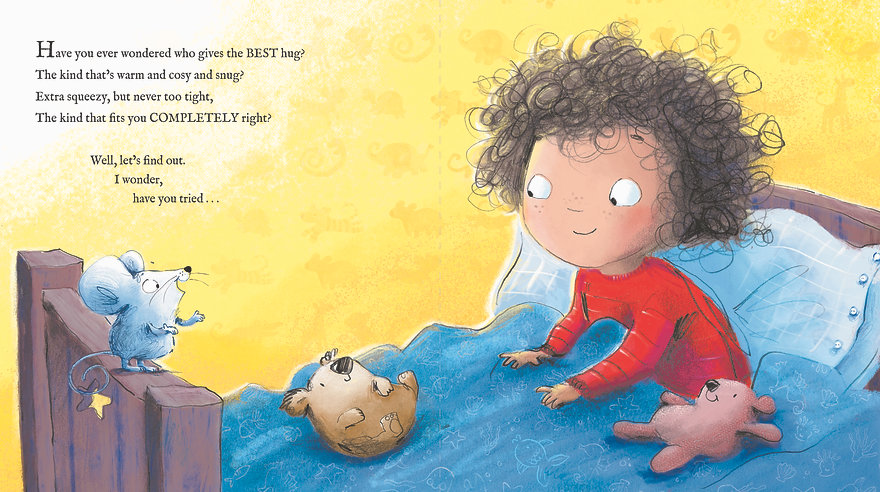 Have you ever wondered who gives the BEST hug?
The kind that's warm and cosy and snug?
Extra squeezy, but never too tight,
The kind that fits you COMPLETELY right?
Well, let's find out.
I wonder,
have you tried . . .